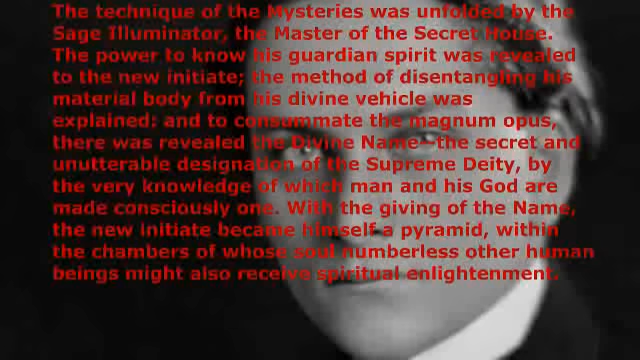 The technique of the Mysteries was unfolded by the
Sage Illuminator, the Master of the Secret House.
The power to know his guardian spirit was revealed
to the new initiate; the method of disentangling his
material body from his divine vehicle was
explained; and to consummate the magnum opus,
there was revealed the Divine Name--the secret and
unutterable designation of the Supreme Deity, by
the very knowledge of which man and his God are
made consciously one. With the giving of the Name,
the new initiate became himself a pyramid, within
the chambers of whose soul numberless other human
beings might also receive spiritual enlightenment.